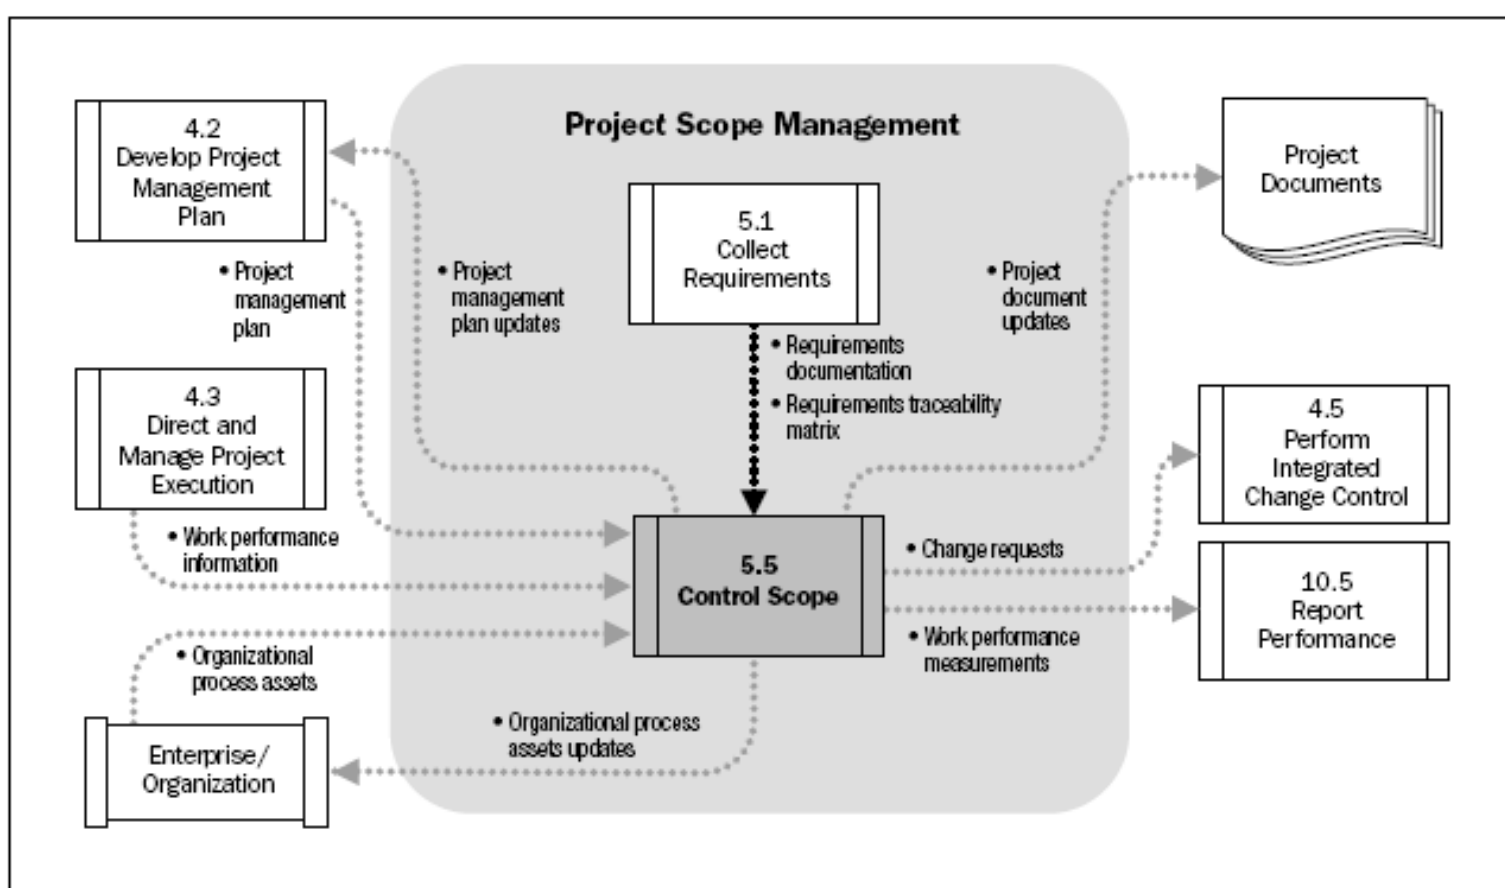 Project Scope Management
4.2
Develop Project
Management
Plan
• Project
management
plan
• Project
management
plan updates
5.1
Collect
Requirements
• Requirements
documentation
• Requirements traceability
matrix
• Project
document
updates
Project
Documents
4.3
Direct and
Manage Project
Execution
• Work performance
information
4.5
Perform
Integrated
Change Control
• Change requests
5.5
Control Scope
10.5
Report
Performance
• Work performance
measurements
• Organizational
process assets
• Organizational process
assets updates
Enterprise/
Organization